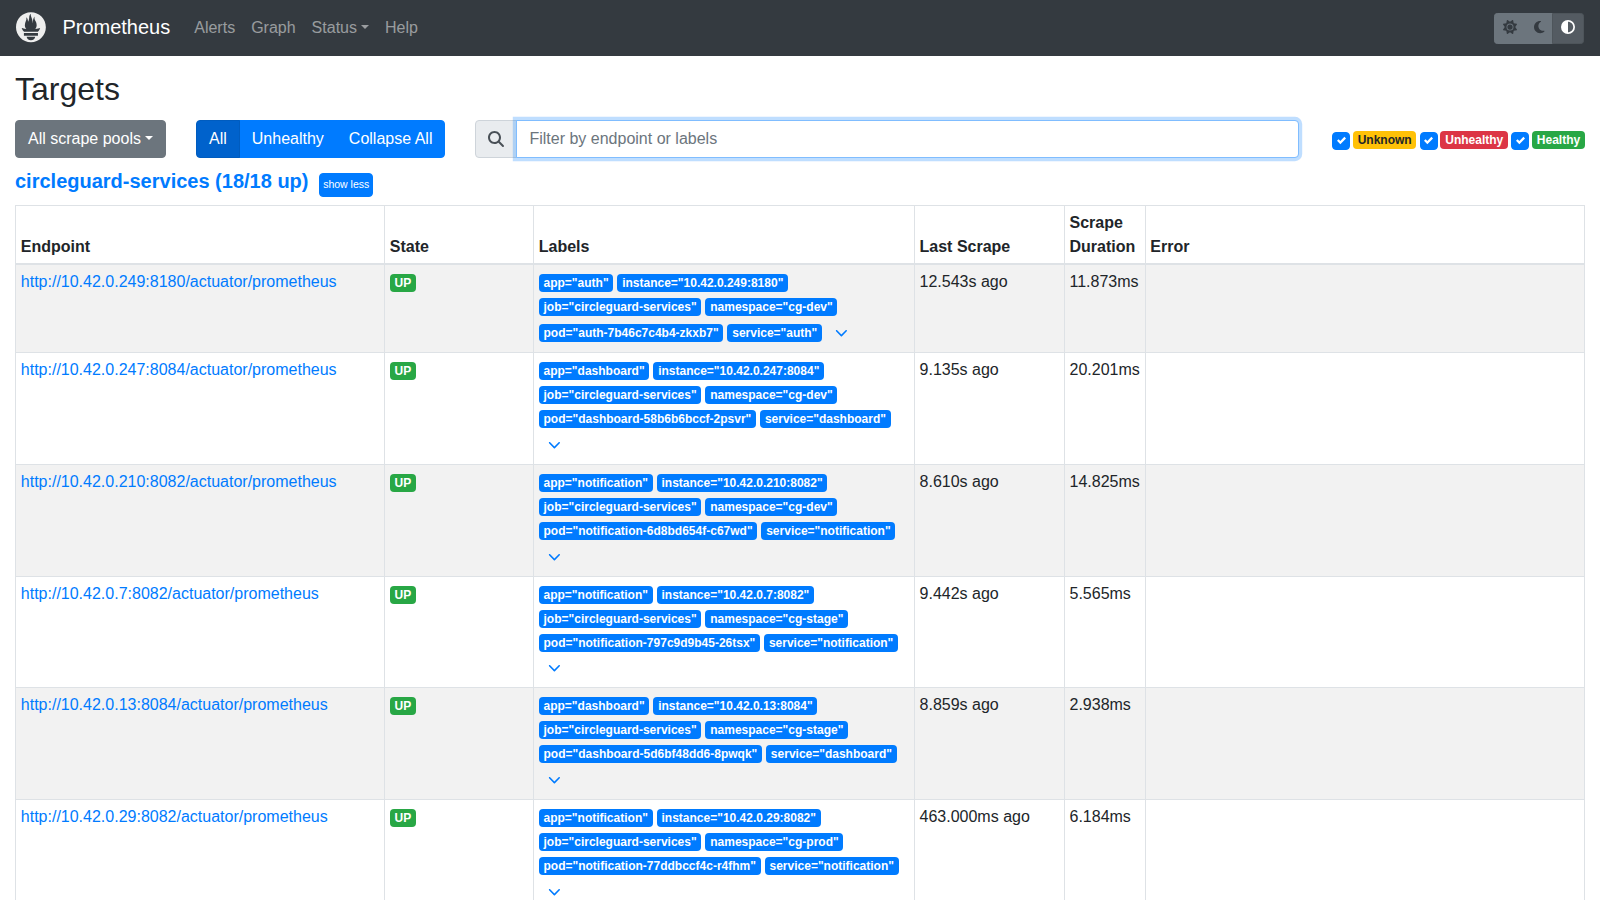 Prometheus Alerts Graph Status Help
Targets
All scrape pools All Unhealthy Collapse All Filter by endpoint or labels Unknown Unhealthy Healthy
circleguard-services (18/18 up) show less
Endpoint State Labels Last Scrape Scrape Duration Error
http://10.42.0.249:8180/actuator/prometheus UP app="auth" instance="10.42.0.249:8180" 12.543s ago 11.873ms
job="circleguard-services" namespace="cg-dev"
pod="auth-7b46c7c4b4-zkxb7" service="auth"
http://10.42.0.247:8084/actuator/prometheus UP app="dashboard" instance="10.42.0.247:8084" 9.135s ago 20.201ms
job="circleguard-services" namespace="cg-dev"
pod="dashboard-58b6b6bccf-2psvr" service="dashboard"
http://10.42.0.210:8082/actuator/prometheus UP app="notification" instance="10.42.0.210:8082" 8.610s ago 14.825ms
job="circleguard-services" namespace="cg-dev"
pod="notification-6d8bd654f-c67wd" service="notification"
http://10.42.0.7:8082/actuator/prometheus UP app="notification" instance="10.42.0.7:8082" 9.442s ago 5.565ms
job="circleguard-services" namespace="cg-stage"
pod="notification-797c9d9b45-26tsx" service="notification"
http://10.42.0.13:8084/actuator/prometheus UP app="dashboard" instance="10.42.0.13:8084" 8.859s ago 2.938ms
job="circleguard-services" namespace="cg-stage"
pod="dashboard-5d6bf48dd6-8pwqk" service="dashboard"
http://10.42.0.29:8082/actuator/prometheus UP app="notification" instance="10.42.0.29:8082" 463.000ms ago 6.184ms
job="circleguard-services" namespace="cg-prod"
pod="notification-77ddbccf4c-r4fhm" service="notification"